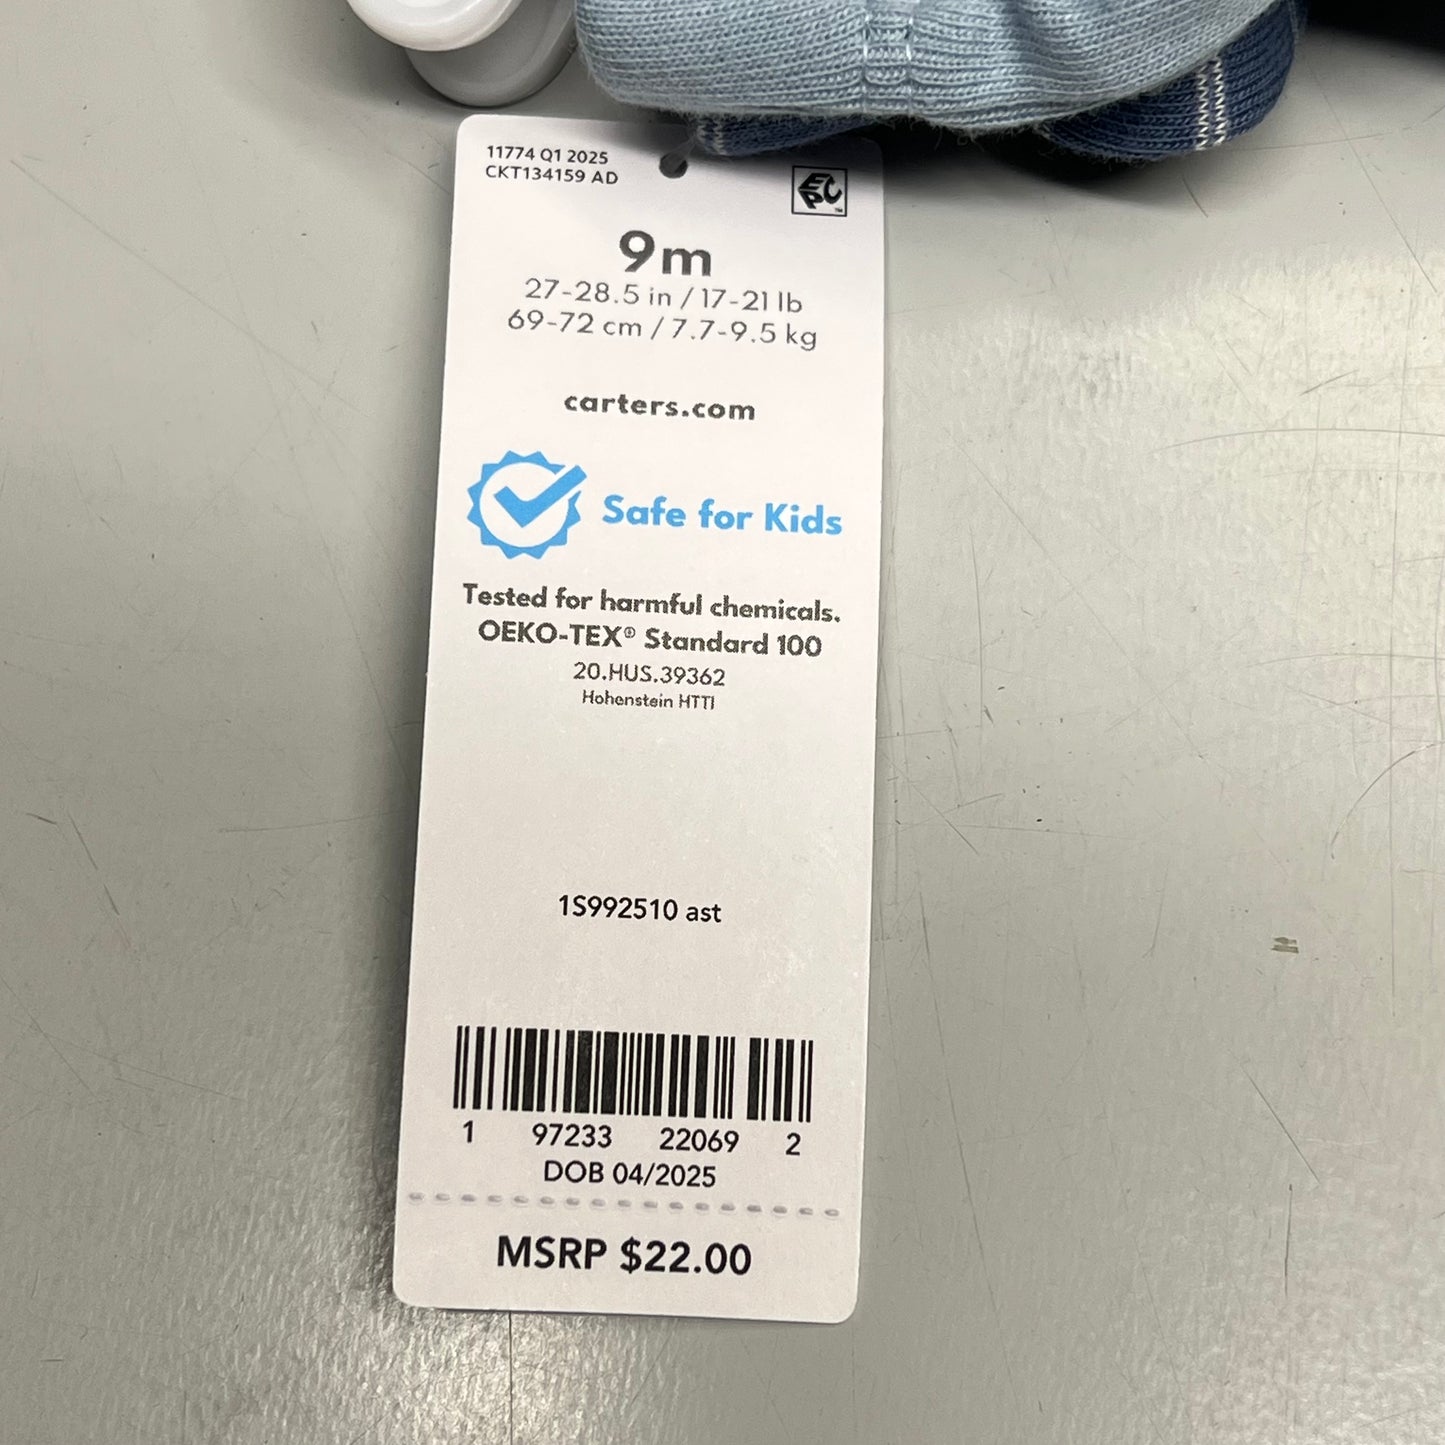 11774 Q1 2025
CKT134159 AD
EPC
™
9m
27-28.5 in / 17-21 lb
69-72 cm / 7.7-9.5 kg
carters.com
Safe for Kids
Tested for harmful chemicals.
OEKO-TEX® Standard 100
20.HUS.39362
Hohenstein HTTI
1S992510 ast
1 97233 22069 2
DOB 04/2025
MSRP $22.00